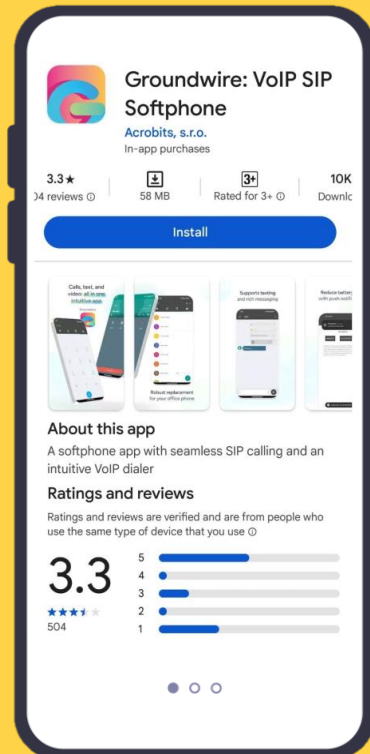 Groundwire: VoIP SIP
Softphone
Acrobits, s.r.o.
In-app purchases
3.3★
04 reviews
58 MB
3+
Rated for 3+
10K
Downlo
Install
Calls, text, and
video: all in one,
intuitive app
Robust replacement
for your office phone
Supports texting
and rich messaging
Reduce batter
with push notifi
About this app
A softphone app with seamless SIP calling and an
intuitive VoIP dialer
Ratings and reviews
Ratings and reviews are verified and are from people who
use the same type of device that you use
3.3
504
5
4
3
2
1